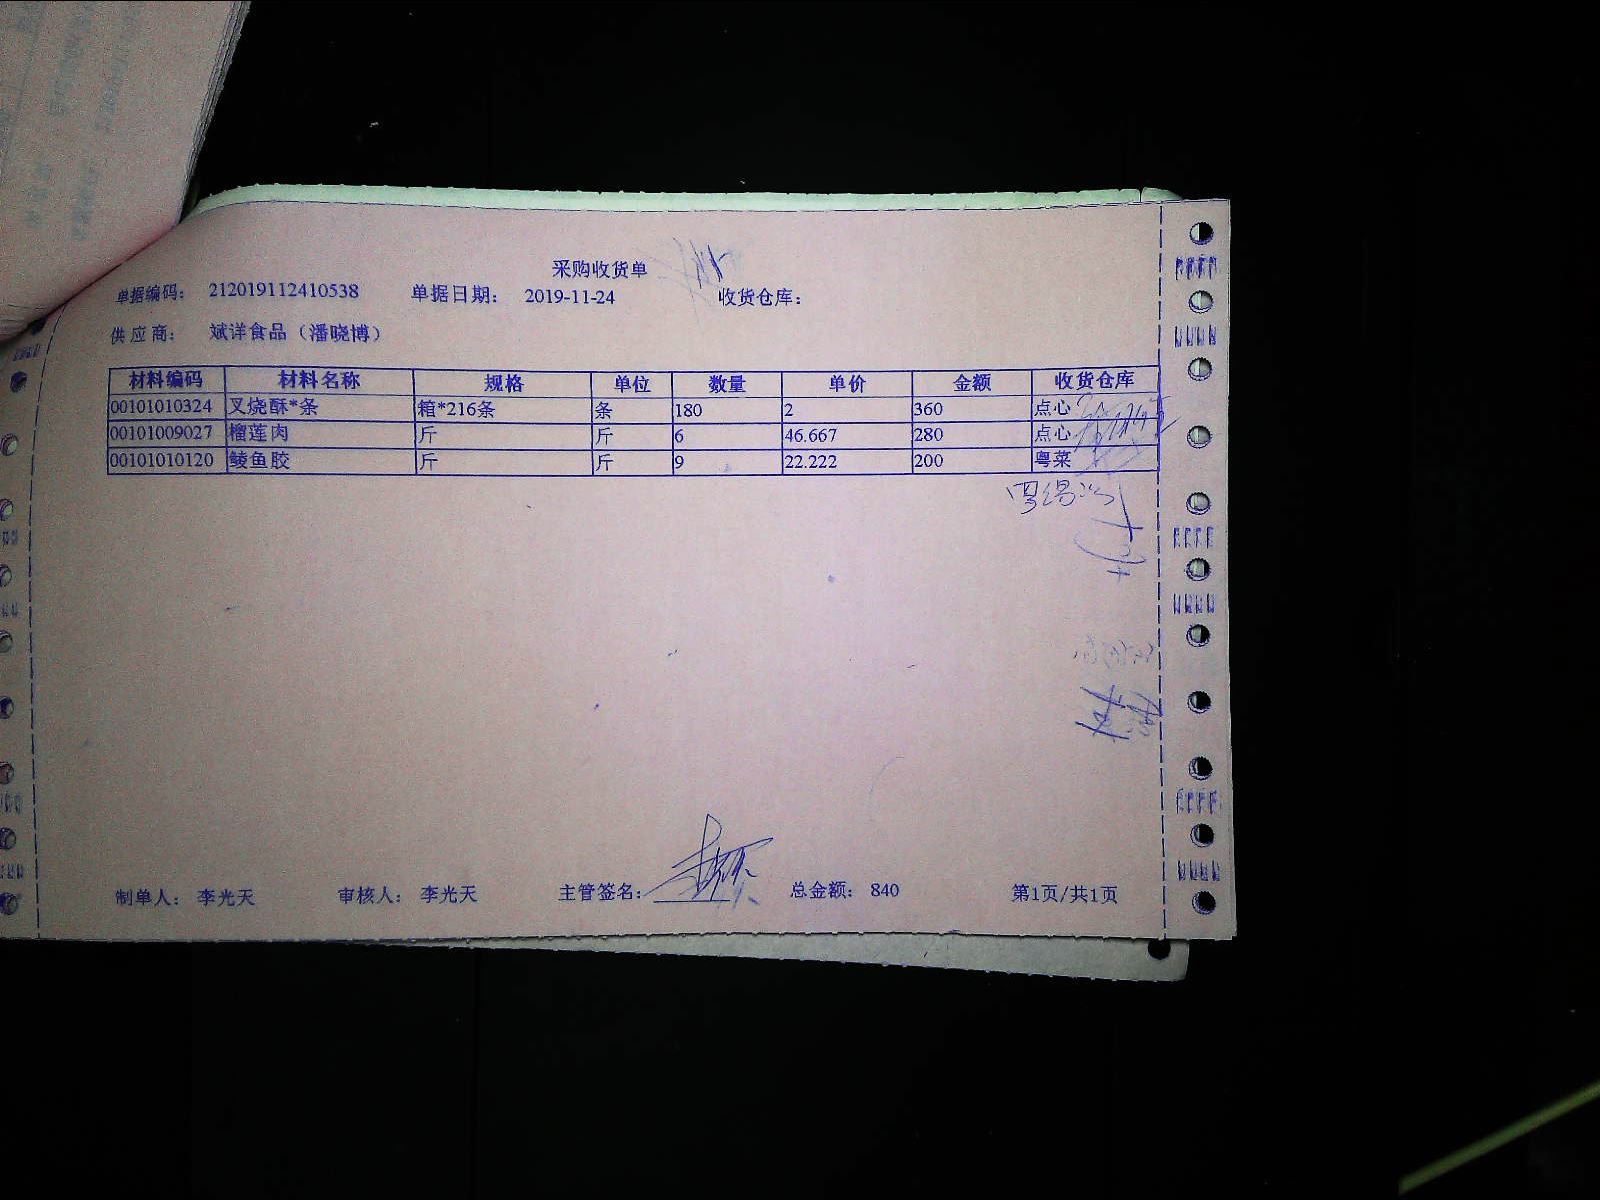 采购收货单
单据编码: 212019112410538 单据日期: 2019-11-24 收货仓库:
供应商: 斌洋食品（潘晓博）
材料编码 材料名称 规格 单位 数量 单价 金额 收货仓库
00101010324 叉烧酥*条 箱*216条 条 180 2 360 点心
00101009027 榴莲肉 斤 斤 6 46.667 280 点心
00101010120 鲮鱼胶 斤 斤 9 22.222 200 粤菜
制单人: 李光天 审核人: 李光天 主管签名: 总金额: 840 第1页/共1页